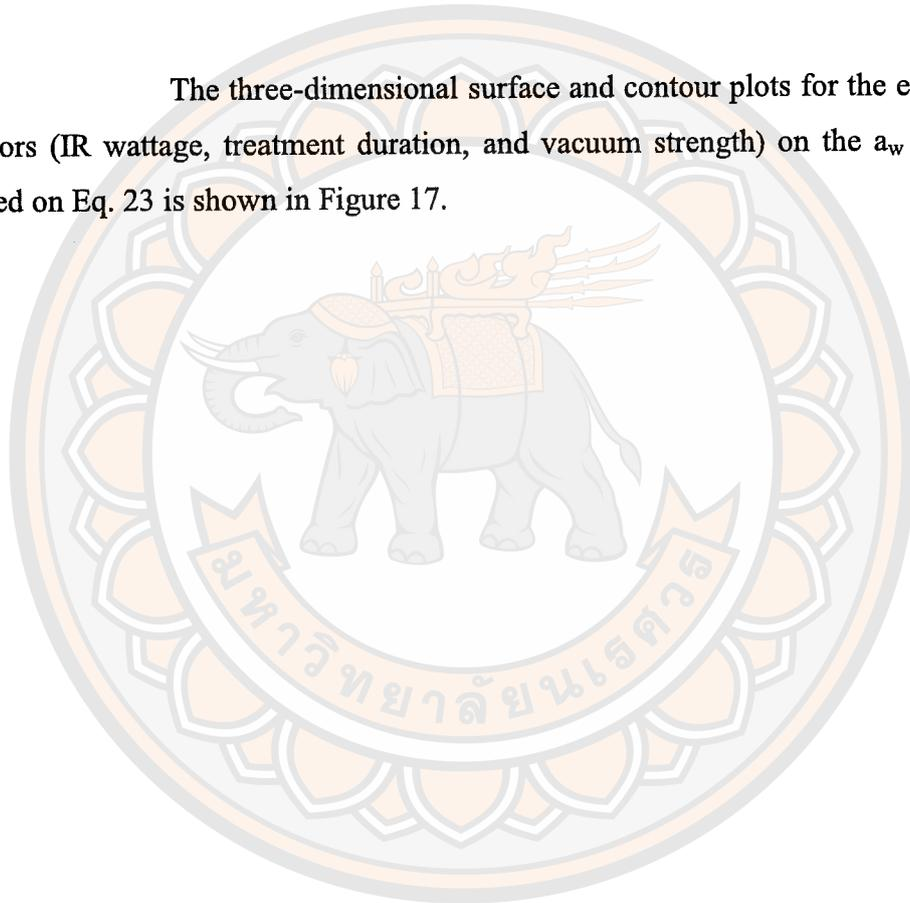 The three-dimensional surface and contour plots for the
(IR wattage, treatment duration, and vacuum strength) on the aw
on Eq. 23 is shown in Figure 17.
มหาวิทยาลัยนเรศวร